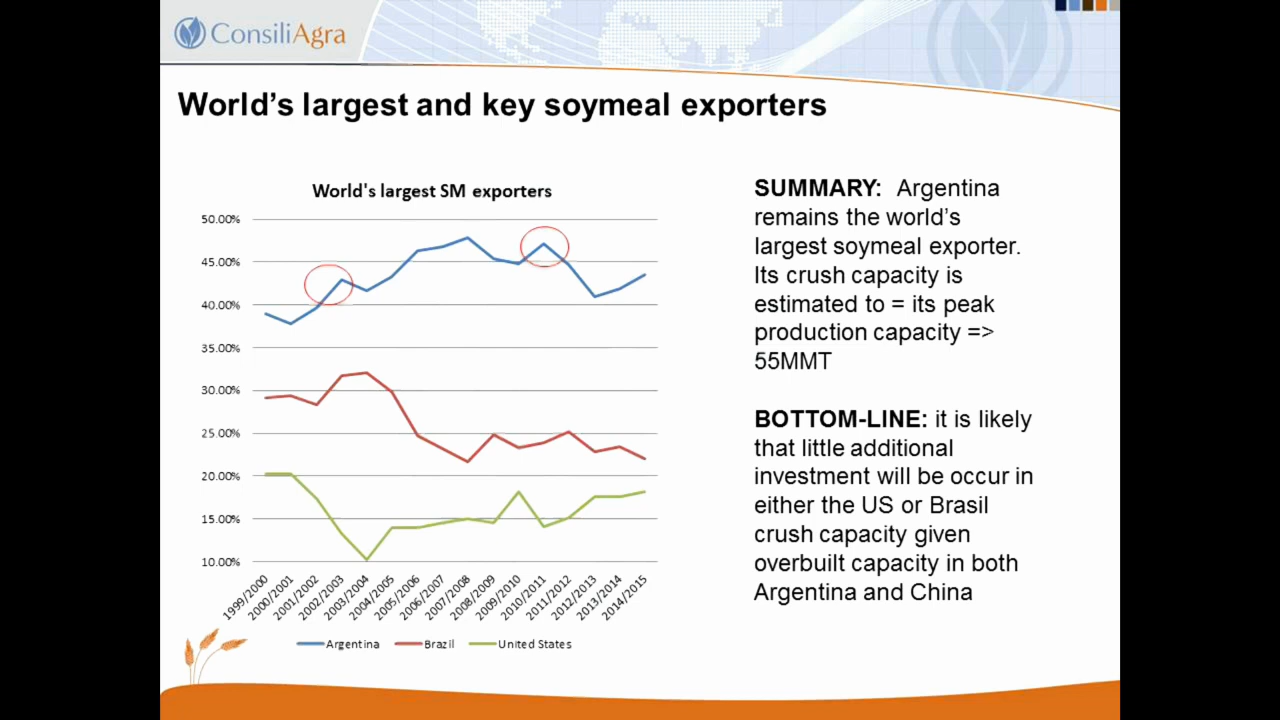 ConsiliAgra
World's largest and key soymeal exporters
World's largest SM exporters
50.00%
45.00%
40.00%
35.00%
30.00%
25.00%
20.00%
15.00%
10.00%
1999/2000
2000/2001
2001/2002
2002/2003
2003/2004
2004/2005
2005/2006
2006/2007
2007/2008
2008/2009
2009/2010
2010/2011
2011/2012
2012/2013
2013/2014
2014/2015
Argentina
Brazil
United States
SUMMARY: Argentina
remains the world's
largest soymeal exporter.
Its crush capacity is
estimated to = its peak
production capacity =>
55MMT
BOTTOM-LINE: it is likely
that little additional
investment will be occur in
either the US or Brasil
crush capacity given
overbuilt capacity in both
Argentina and China